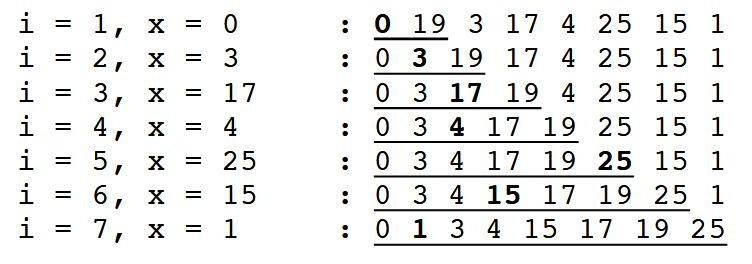 i = 1, x = 0 : 0 19 3 17 4 25 15 1
i = 2, x = 3 : 0 3 19 17 4 25 15 1
i = 3, x = 17 : 0 3 17 19 4 25 15 1
i = 4, x = 4 : 0 3 4 17 19 25 15 1
i = 5, x = 25 : 0 3 4 17 19 25 15 1
i = 6, x = 15 : 0 3 4 15 17 19 25 1
i = 7, x = 1 : 0 1 3 4 15 17 19 25